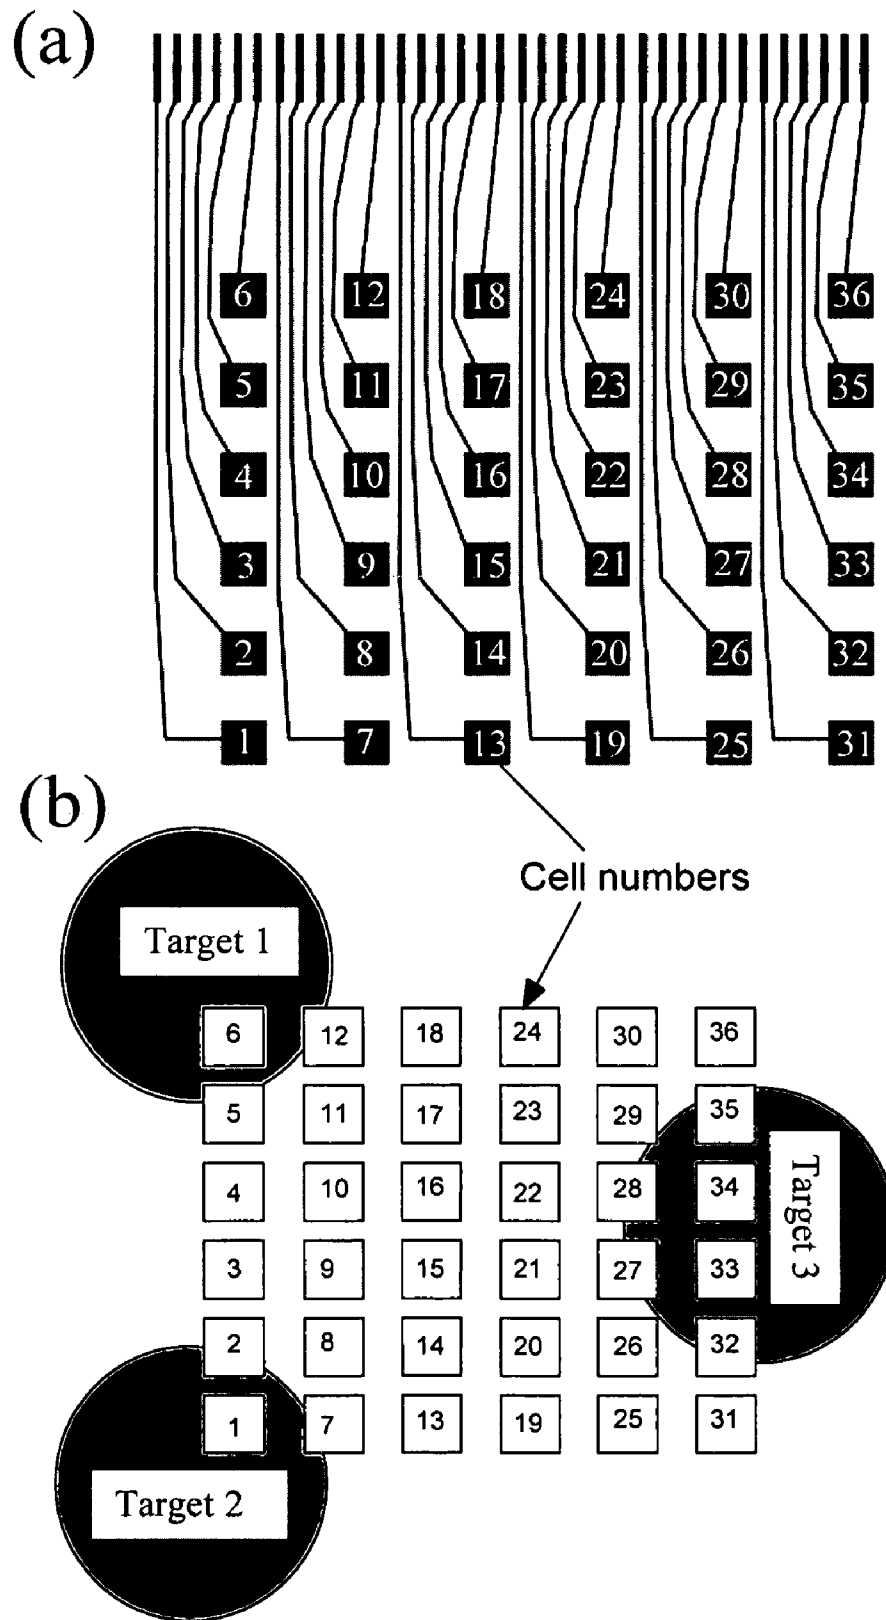 (a)
6 12 18 24 30 36
5 11 17 23 29 35
4 10 16 22 28 34
3 9 15 21 27 33
2 8 14 20 26 32
1 7 13 19 25 31
(b)
Cell numbers
Target 1
6 12 18 24 30 36
5 11 17 23 29 35
4 10 16 22 28 34
Target 3
3 9 15 21 27 33
2 8 14 20 26 32
1 7 13 19 25 31
Target 2